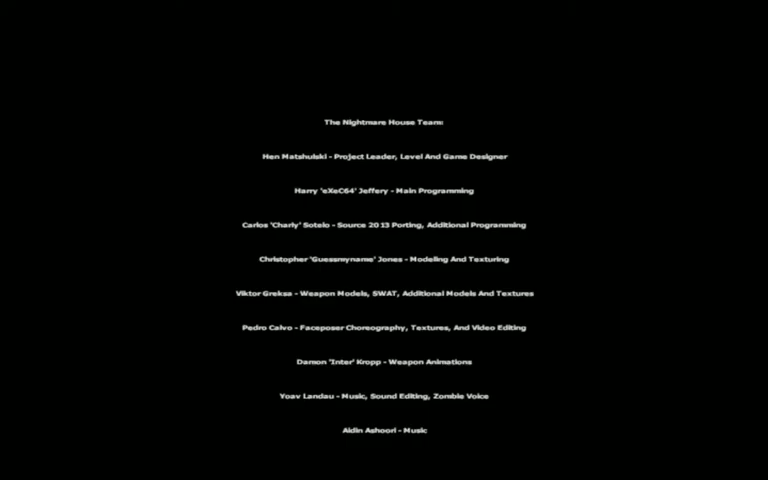 The Nightmare House Team:
Hen Matshulski - Project Leader, Level And Game Designer
Harry 'eXeC64' Jeffery - Main Programming
Carlos 'Charly' Sotelo - Source 2013 Porting, Additional Programming
Christopher 'Guessmyname' Jones - Modeling And Texturing
Viktor Greksa - Weapon Models, SWAT, Additional Models And Textures
Pedro Calvo - Faceposer Choreography, Textures, And Video Editing
Damon 'Inter' Kropp - Weapon Animations
Yoav Landau - Music, Sound Editing, Zombie Voice
Aidin Ashoori - Music